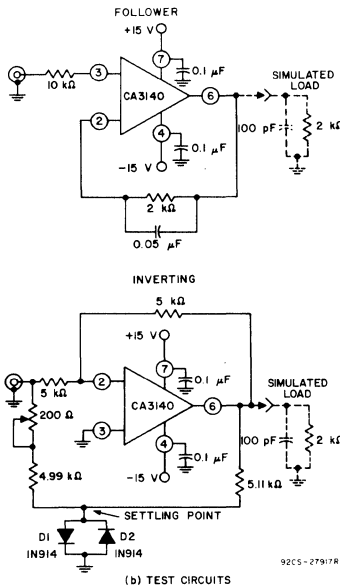 FOLLOWER
+15 V
7
0.1 μF
SIMULATED
LOAD
3
10 kΩ
CA3140
6
2
100 pF
2 kΩ
4
0.1 μF
-15 V
2 kΩ
0.05 μF
INVERTING
5 kΩ
+15 V
7
0.1 μF
SIMULATED
LOAD
5 kΩ
2
200 Ω
CA3140
6
3
100 pF
2 kΩ
4
0.1 μF
-15 V
4.99 kΩ
5.11 kΩ
SETTLING POINT
D1
1N914
D2
1N914
92CS-27917R
(b) TEST CIRCUITS